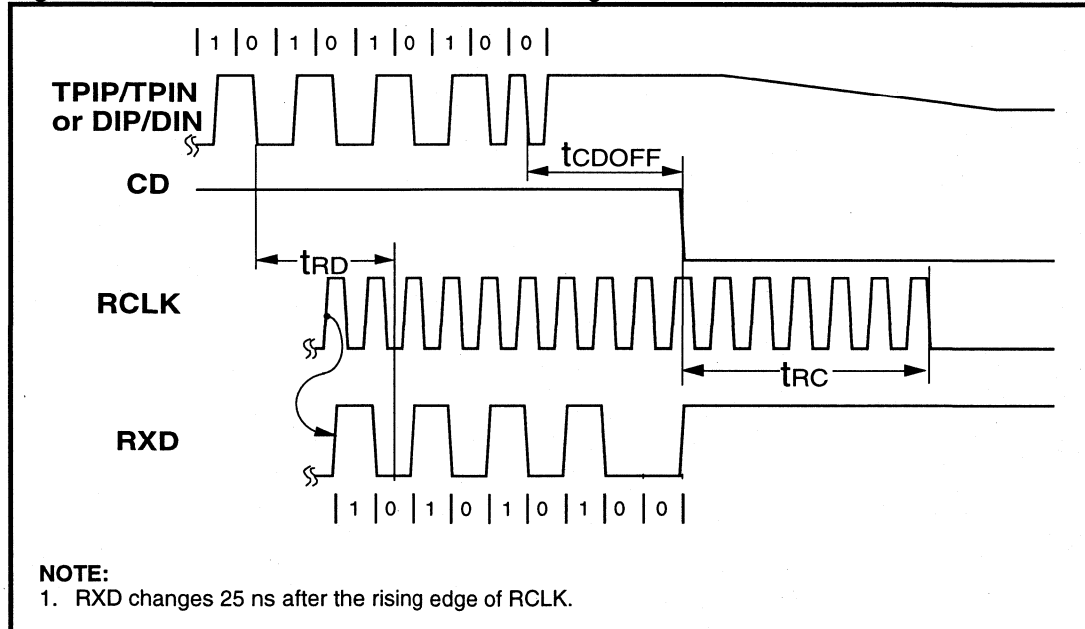 | 1 | 0 | 1 | 0 | 1 | 0 | 1 | 0 | 0 |
TPIP/TPIN
or DIP/DIN
tCDOFF
CD
tRD
RCLK
tRC
RXD
| 1 | 0 | 1 | 0 | 1 | 0 | 1 | 0 | 0 |
NOTE:
1. RXD changes 25 ns after the rising edge of RCLK.